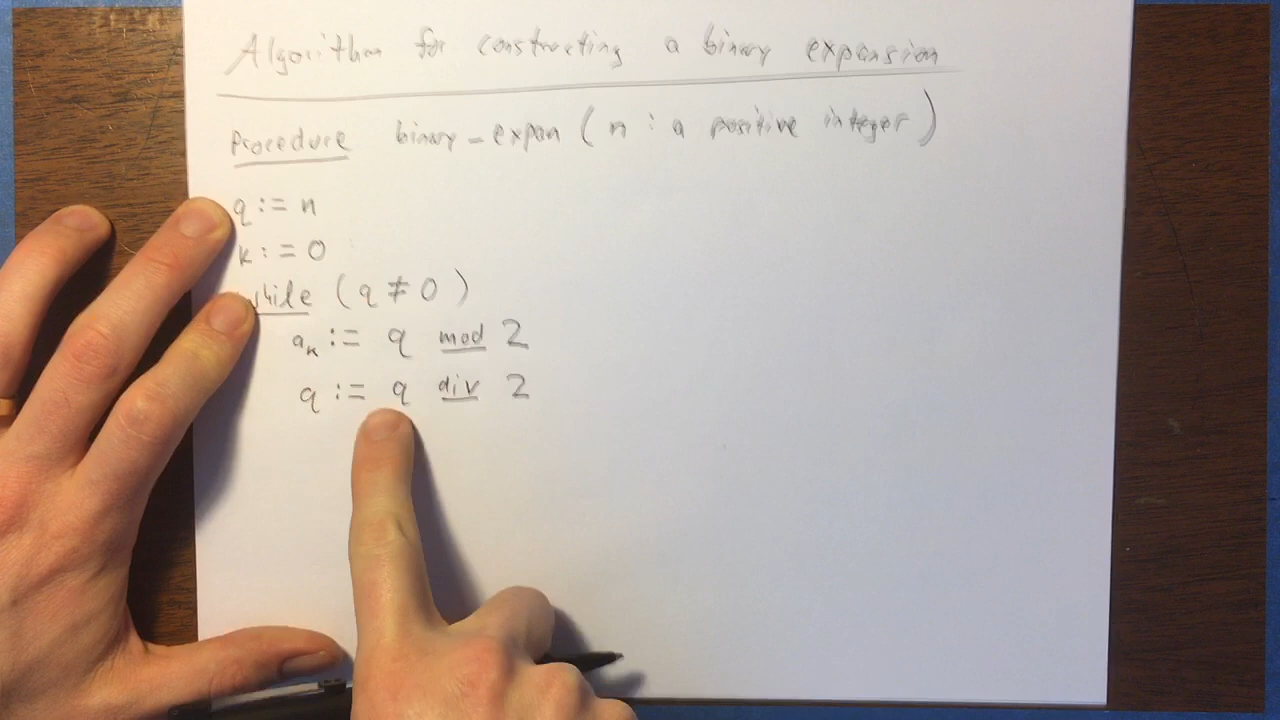 Algorithm for constructing a binary expansion
Procedure binary-expan (n : a positive integer)
q := n
k := 0
while (q ≠ 0)
aₖ := q mod 2
q := q div 2